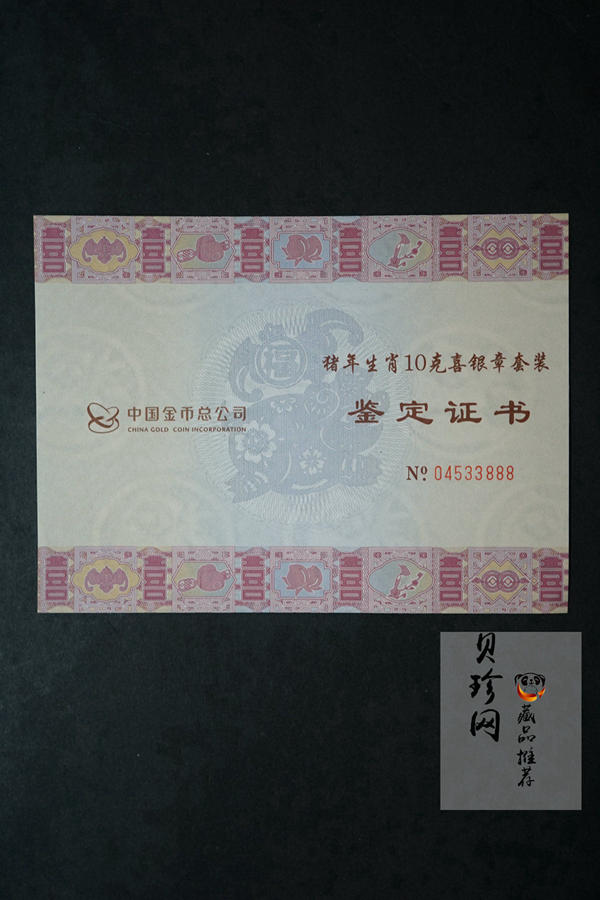 猪年生肖10克喜银章套装
中国金币总公司
CHINA GOLD COIN INCORPORATION
鉴定证书
福
Nº 04533888
贝珍网
藏品推荐